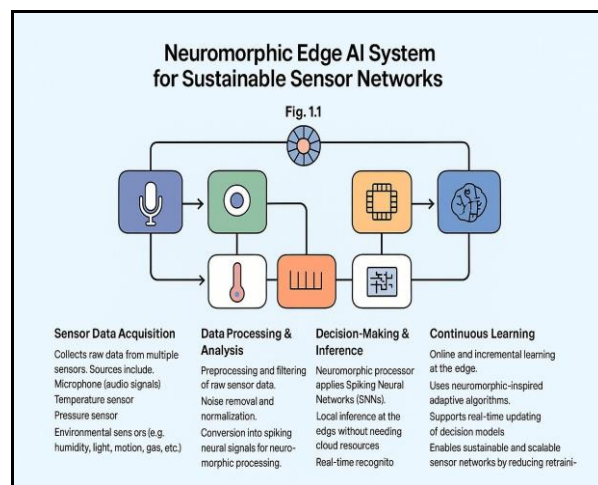 Neuromorphic Edge AI System
for Sustainable Sensor Networks
Fig. 1.1
Sensor Data Acquisition
Collects raw data from multiple
sensors. Sources include.
Microphone (audio signals)
Temperature sensor
Pressure sensor
Environmental sens ors (e.g.
humidity, light, motion, gas, etc.)
Data Processing &
Analysis
Preprocessing and filtering
of raw sensor data.
Noise removal and
normalization.
Conversion into spiking
neural signals for neuro-
morphic processing.
Decision-Making &
Inference
Neuromorphic processor
applies Spiking Neural
Networks (SNNs).
Local inference at the
edgs without needing
cloud resources
Real-time recognito
Continuous Learning
Online and incremental learning
at the edge.
Uses neuromorphic-inspired
adaptive algorithms.
Supports real-time updating
of decision models
Enables sustainable and scalable
sensor networks by reducing retraini-